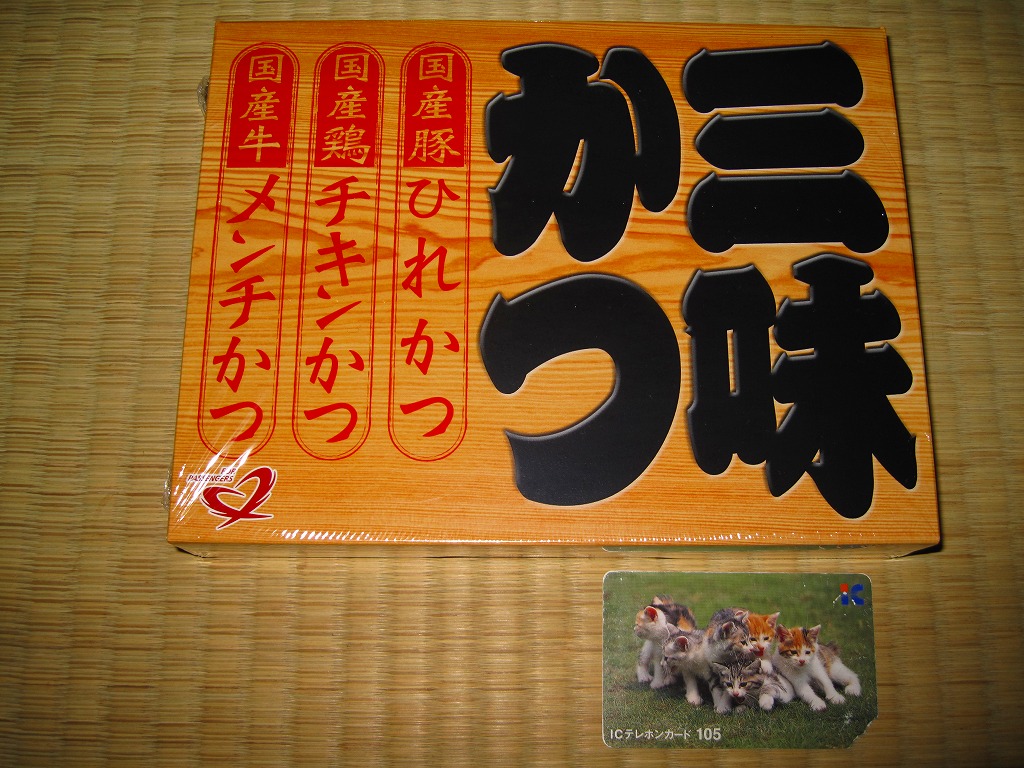 三味
かつ
国産豚 ひれかつ
国産鶏 チキンかつ
国産牛 メンチかつ
FOR PASSENGERS
IC
ICテレホンカード 105